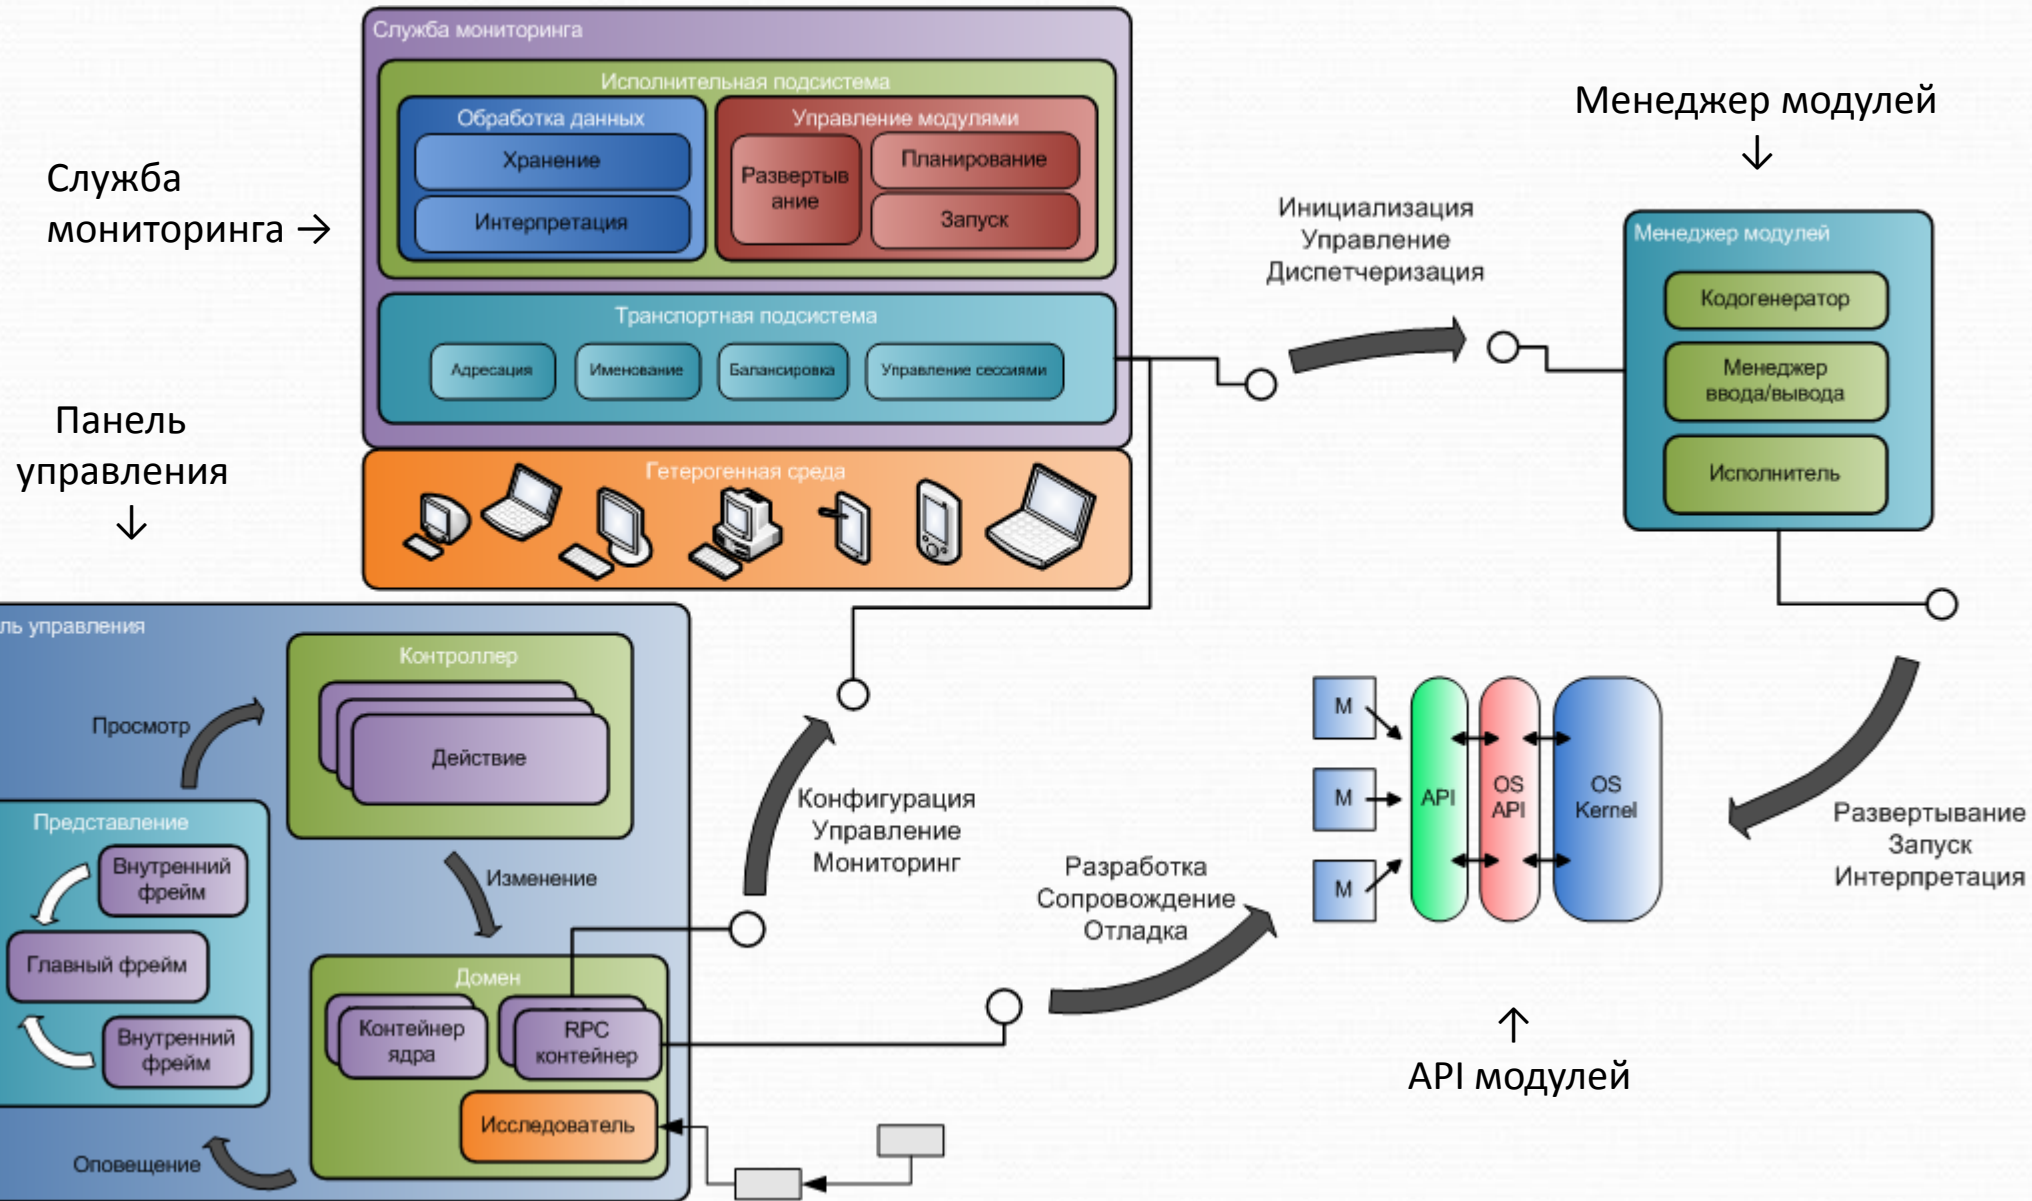 Служба мониторинга
Исполнительная подсистема
Обработка данных
Хранение
Интерпретация
Управление модулями
Развертыв
ание
Планирование
Запуск
Транспортная подсистема
Адресация
Именование
Балансировка
Управление сессиями
Гетерогенная среда
Служба
мониторинга →
Панель
управления
↓
Инициализация
Управление
Диспетчеризация
Менеджер модулей
↓
Менеджер модулей
Кодогенератор
Менеджер
ввода/вывода
Исполнитель
ль управления
Контроллер
Действие
Просмотр
Представление
Внутренний
фрейм
Главный фрейм
Внутренний
фрейм
Изменение
Домен
Контейнер
ядра
RPC
контейнер
Исследователь
Оповещение
Конфигурация
Управление
Мониторинг
Разработка
Сопровождение
Отладка
M
M
M
API
OS
API
OS
Kernel
Развертывание
Запуск
Интерпретация
↑
API модулей